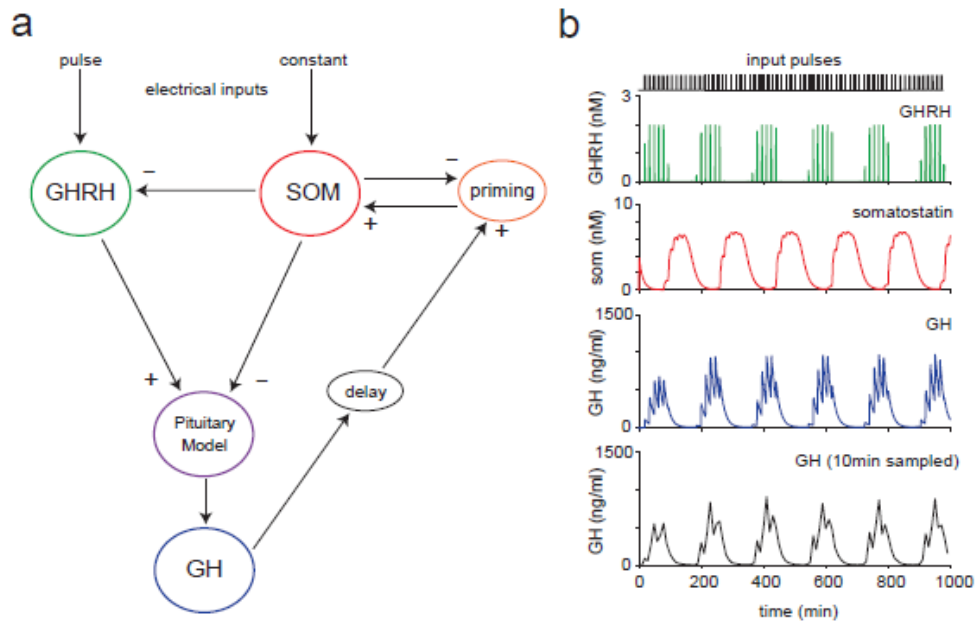 a
pulse
constant
electrical inputs
GHRH
−
SOM
−
priming
+
+
+
−
delay
Pituitary
Model
GH
b
input pulses
3
GHRH
GHRH (nM)
0
10
somatostatin
som (nM)
0
1500
GH
GH (ng/ml)
0
1500
GH (10min sampled)
GH (ng/ml)
0
0 200 400 600 800 1000
time (min)